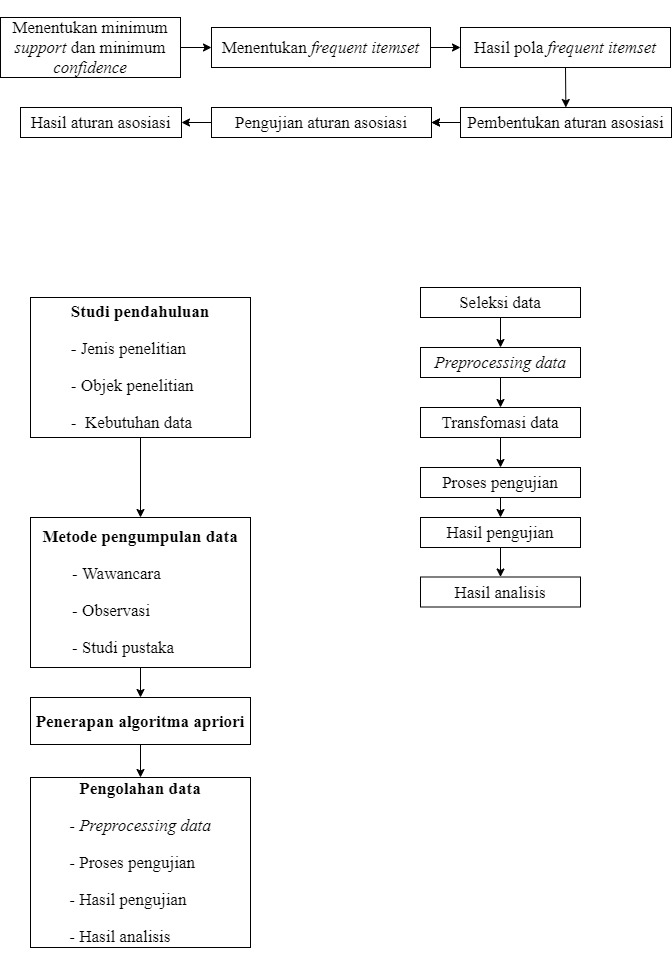 Menentukan minimum
support dan minimum
confidence
Menentukan frequent itemset
Hasil pola frequent itemset
Pembentukan aturan asosiasi
Pengujian aturan asosiasi
Hasil aturan asosiasi
Studi pendahuluan
- Jenis penelitian
- Objek penelitian
- Kebutuhan data
Metode pengumpulan data
- Wawancara
- Observasi
- Studi pustaka
Penerapan algoritma apriori
Pengolahan data
- Preprocessing data
- Proses pengujian
- Hasil pengujian
- Hasil analisis
Seleksi data
Preprocessing data
Transfomasi data
Proses pengujian
Hasil pengujian
Hasil analisis